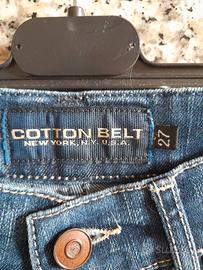 COTTON BELT
NEW YORK, N.Y. U.S.A.
27